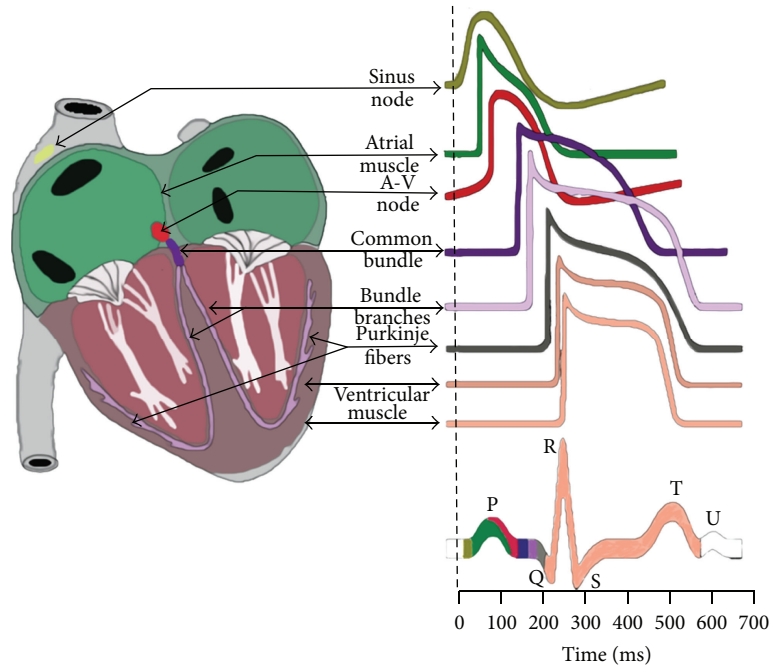 Sinus
node
Atrial
muscle
A-V
node
Common
bundle
Bundle
branches
Purkinje
fibers
Ventricular
muscle
R
P
T
U
Q
S
0 100 200 300 400 500 600 700
Time (ms)